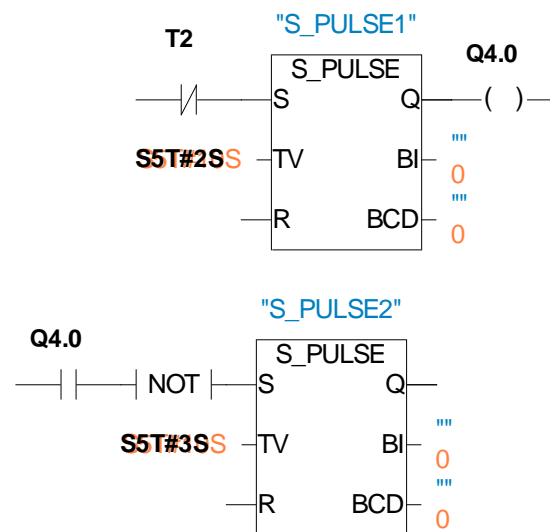 "S_PULSE1"
T2
S_PULSE
Q4.0
S
Q
( )
S5T#2S
TV
BI
""
0
R
BCD
""
0
"S_PULSE2"
Q4.0
S_PULSE
NOT
S
Q
S5T#3S
TV
BI
""
0
R
BCD
""
0